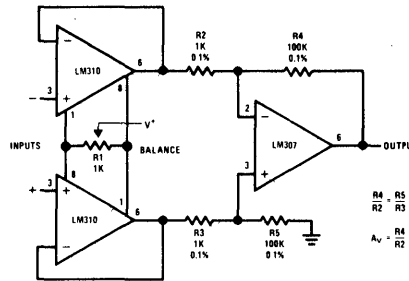 R2
1K
0.1%
R4
100K
0.1%
−
LM310
6
8
3
+
1
−
V+
2
−
LM307
6
OUTPU
INPUTS
R1
1K
BALANCE
3
+
+
3
8
+
1
LM310
6
−
R3
1K
0.1%
R5
100K
0.1%
R4/R2 = R5/R3
AV = R4/R2